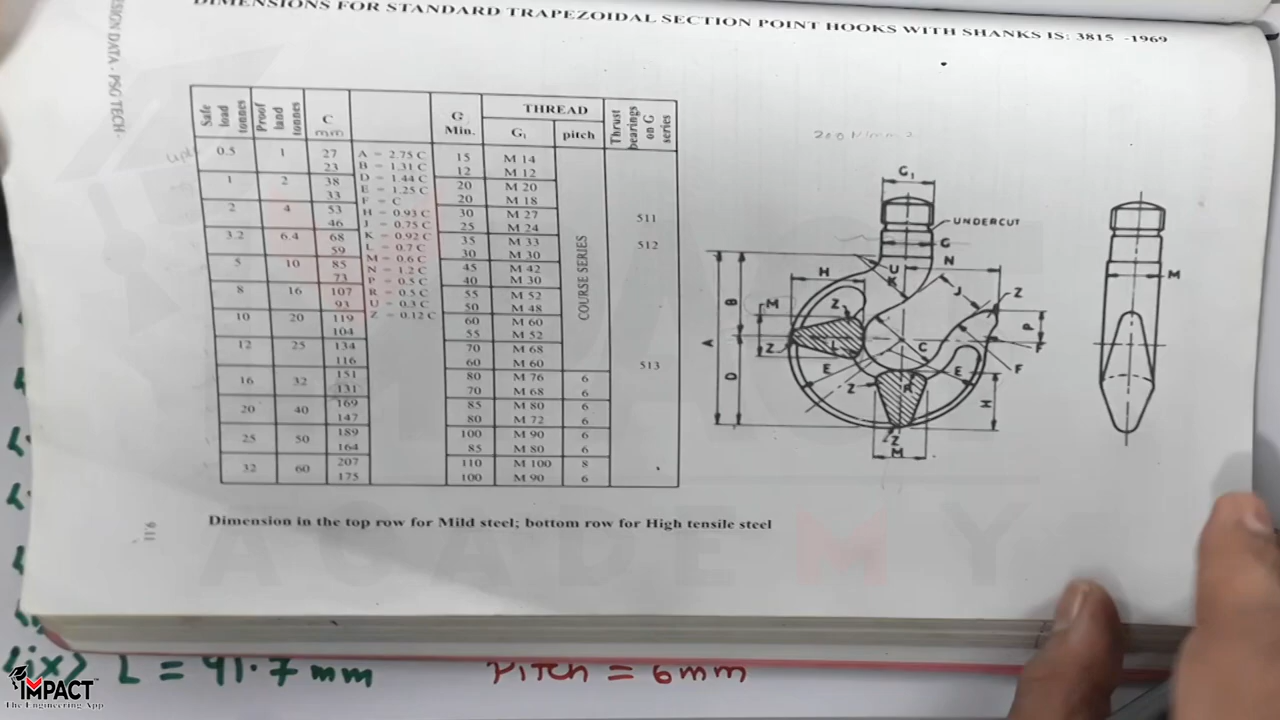 DIMENSIONS FOR STANDARD TRAPEZOIDAL SECTION POINT HOOKS WITH SHANKS IS: 3815 -1969
DATA - PSG TECH
Safe load tonnes | Proof land tonnes | C mm | G Min. | THREAD G₁ pitch | Thrust bearings on G series
0.5 1 27 A = 2.75 C 15 M 14
23 B = 1.31 C 12 M 12
1 2 38 D = 1.44 C 20 M 20
33 E = 1.25 C 20 M 18
2 4 53 F = C 30 M 27 511
46 H = 0.93 C 25 M 24
3.2 6.4 68 J = 0.75 C 35 M 33 512
59 K = 0.92 C 30 M 30
5 10 85 L = 0.7 C 45 M 42
73 M = 0.6 C 40 M 30
8 16 107 N = 1.2 C 55 M 52
93 P = 0.5 C 50 M 48
10 20 119 R = 0.5 C 60 M 60
104 U = 0.3 C 55 M 52
12 25 134 Z = 0.12 C 70 M 68
116 60 M 60 513
16 32 151 80 M 76 6
131 70 M 68 6
20 40 169 85 M 80 6
147 80 M 72 6
25 50 189 100 M 90 6
164 85 M 80 6
32 60 207 110 M 100 8
175 100 M 90 6
COURSE SERIES
G₁
UNDERCUT
G
N
H
U
K
M
B
J
Z
Z
M
P
A
Z
L
C
F
D
E
Z
R
E
F
H
Z
M
Dimension in the top row for Mild steel; bottom row for High tensile steel
9.11
ACADEMY
L = 91.7 mm
Pitch = 6mm
IMPACT
The Engineering App